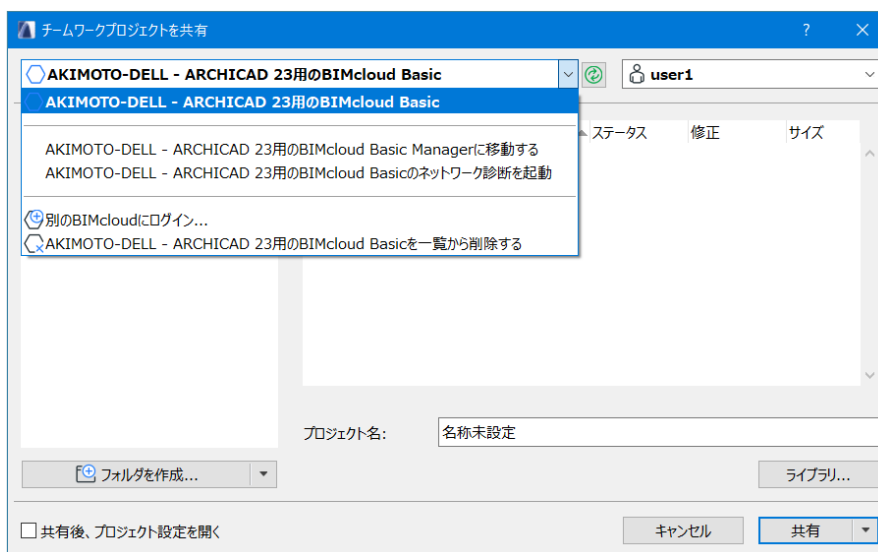 チームワークプロジェクトを共有
AKIMOTO-DELL - ARCHICAD 23用のBIMcloud Basic
user1
AKIMOTO-DELL - ARCHICAD 23用のBIMcloud Basic
ステータス 修正 サイズ
AKIMOTO-DELL - ARCHICAD 23用のBIMcloud Basic Managerに移動する
AKIMOTO-DELL - ARCHICAD 23用のBIMcloud Basicのネットワーク診断を起動
別のBIMcloudにログイン...
AKIMOTO-DELL - ARCHICAD 23用のBIMcloud Basicを一覧から削除する
プロジェクト名: 名称未設定
フォルダを作成... ライブラリ...
共有後、プロジェクト設定を開く キャンセル 共有